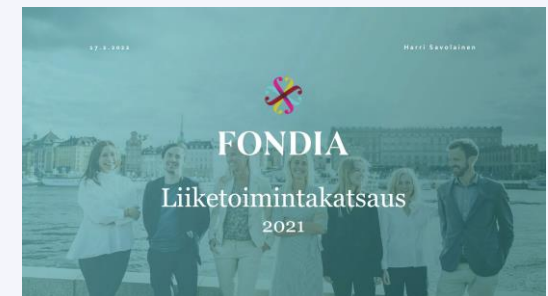 17.2.2022
Harri Savolainen
FONDIA
Liiketoimintakatsaus
2021